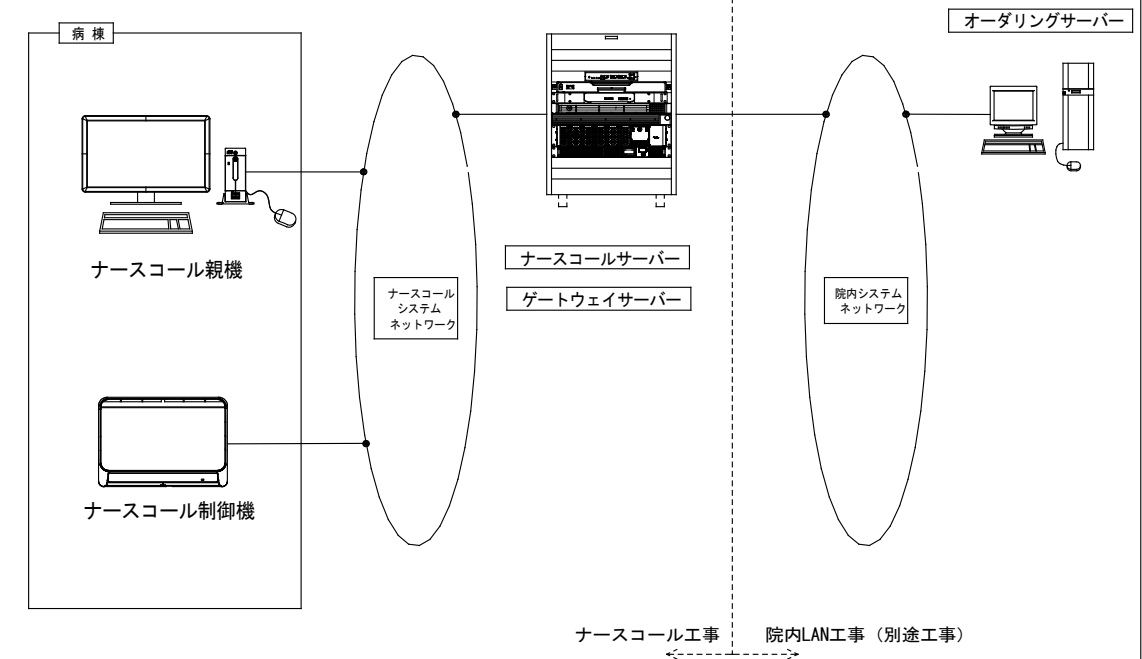 病棟
オーダリングサーバー
ナースコール親機
ナースコールサーバー
ゲートウェイサーバー
ナースコール
システム
ネットワーク
院内システム
ネットワーク
ナースコール制御機
ナースコール工事
院内LAN工事（別途工事）